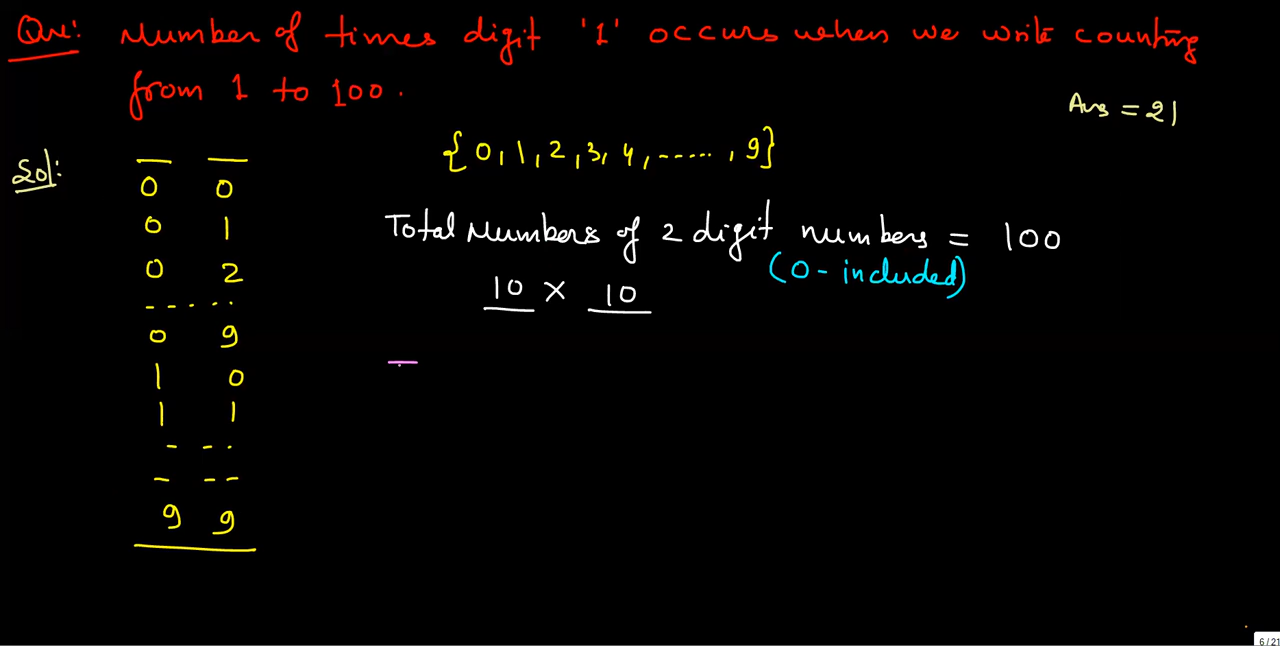 Que: Number of times digit '1' occurs when we write counting
from 1 to 100.
Ans = 21
Sol:
{0, 1, 2, 3, 4, ......, 9}
0 0
0 1
0 2
- - - - -
0 9
1 0
1 1
- - - -
- - -
9 9
Total Numbers of 2 digit numbers = 100
(0-included)
10 × 10
6 / 21